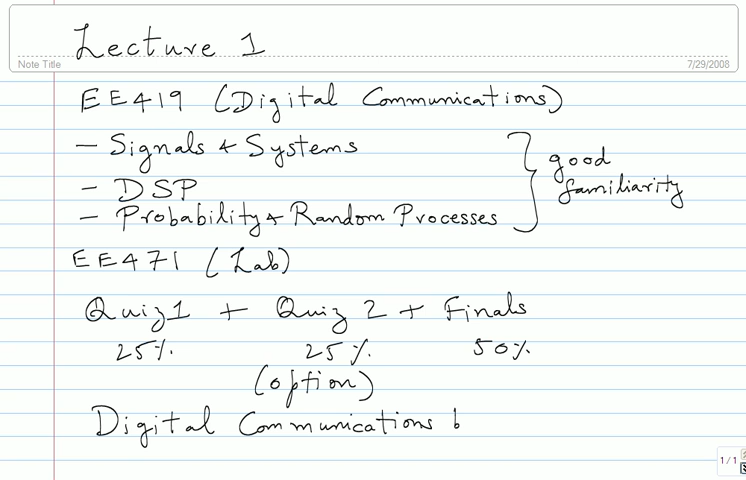 Lecture 1
Note Title
7/29/2008
EE419 (Digital Communications)
- Signals & Systems
- DSP
- Probability & Random Processes
good
familiarity
EE471 (Lab)
Quiz 1 + Quiz 2 + Finals
25% 25% 50%
(option)
Digital Communications b
1/1